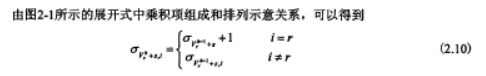 由图2-1所示的展开式中乘积项组成和排列示意关系，可以得到
σ_{V_r^n+z,i} = { σ_{V_r^{n-1}+z} + 1   i = r
σ_{V_r^{n-1}+z,i}   i ≠ r   (2.10)